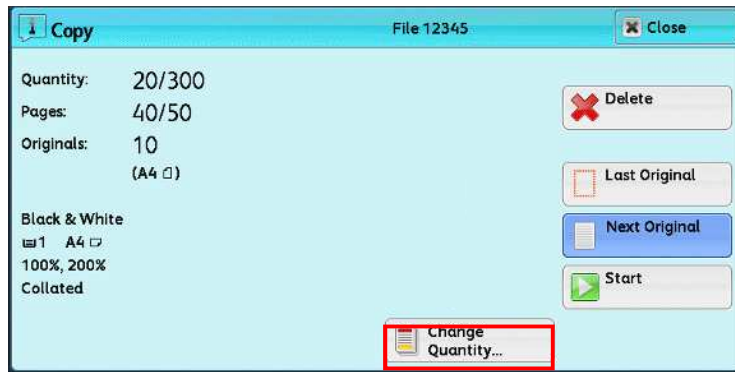 Copy
File 12345
Close
Quantity: 20/300
Pages: 40/50
Originals: 10
(A4)
Black & White
1 A4
100%, 200%
Collated
Delete
Last Original
Next Original
Start
Change
Quantity...